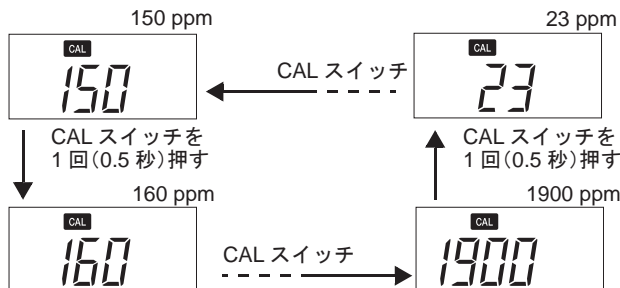 150 ppm
CAL
150
CAL スイッチ
23 ppm
CAL
23
CAL スイッチを
1 回(0.5 秒)押す
CAL スイッチを
1 回(0.5 秒)押す
160 ppm
CAL
160
CAL スイッチ
1900 ppm
CAL
1900